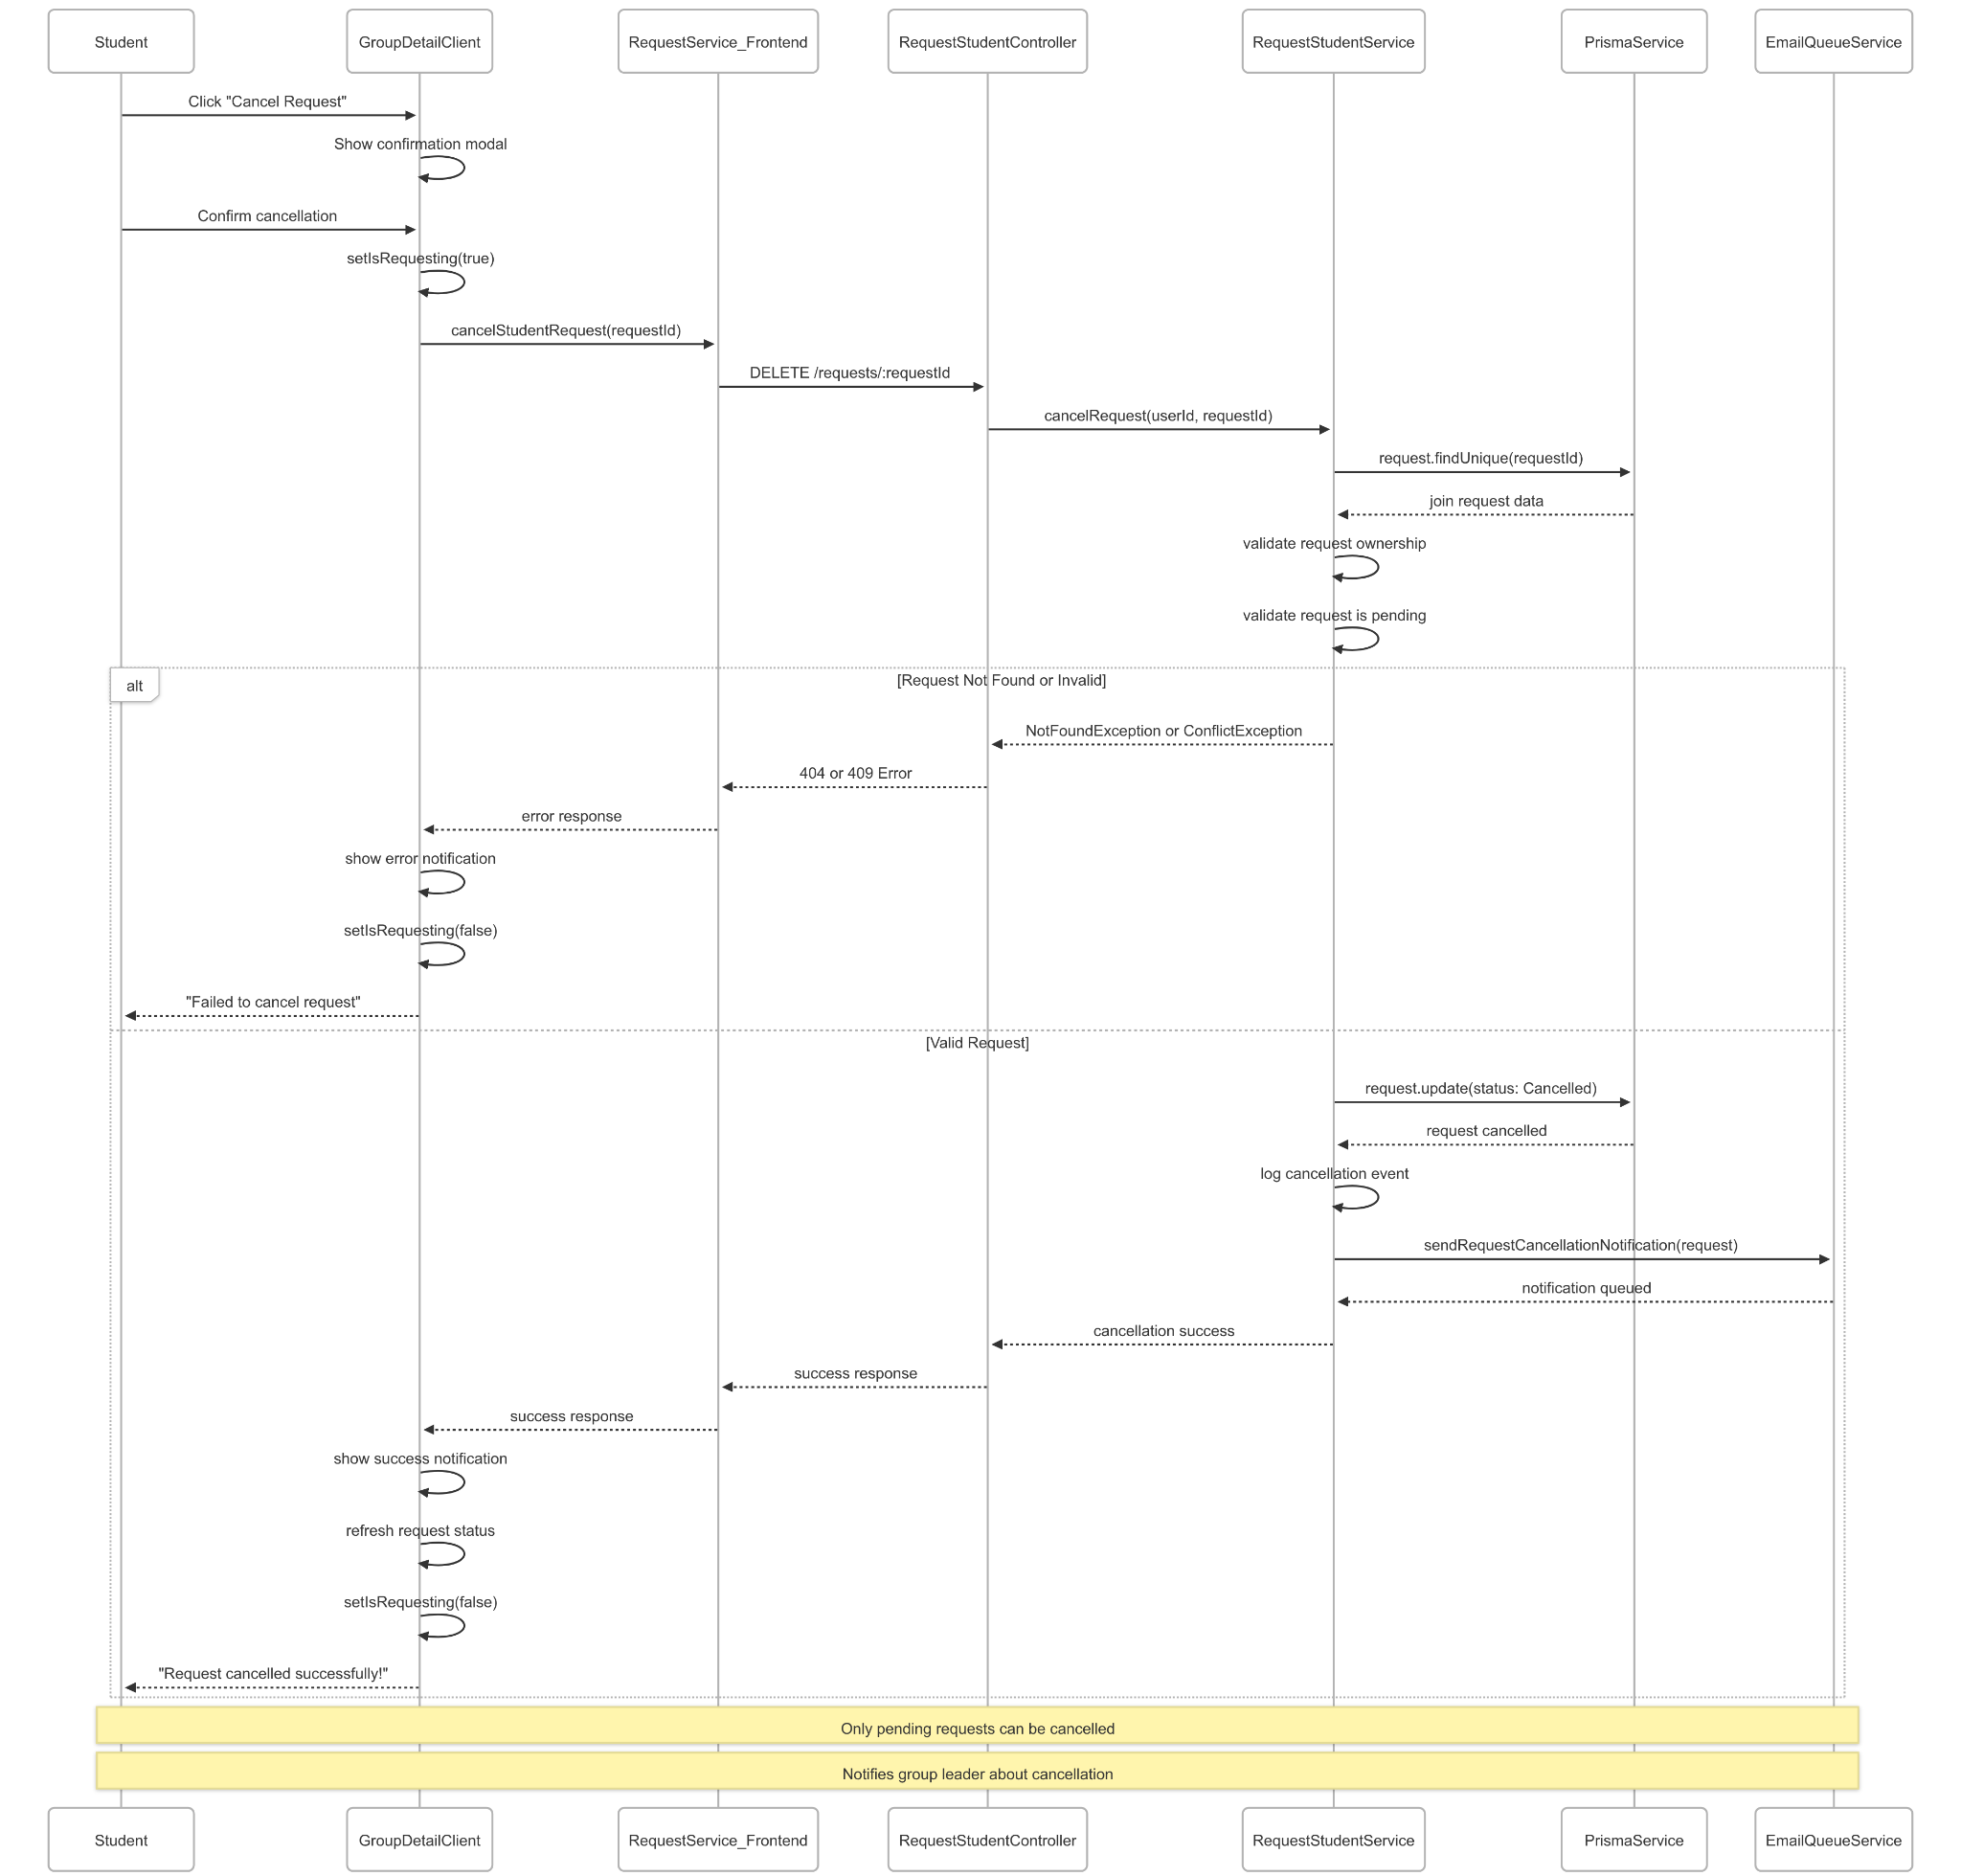 Student
GroupDetailClient
RequestService_Frontend
RequestStudentController
RequestStudentService
PrismaService
EmailQueueService
Click "Cancel Request"
Show confirmation modal
Confirm cancellation
setIsRequesting(true)
cancelStudentRequest(requestId)
DELETE /requests/:requestId
cancelRequest(userId, requestId)
request.findUnique(requestId)
join request data
validate request ownership
validate request is pending
alt
[Request Not Found or Invalid]
NotFoundException or ConflictException
404 or 409 Error
error response
show error notification
setIsRequesting(false)
"Failed to cancel request"
[Valid Request]
request.update(status: Cancelled)
request cancelled
log cancellation event
sendRequestCancellationNotification(request)
notification queued
cancellation success
success response
success response
show success notification
refresh request status
setIsRequesting(false)
"Request cancelled successfully!"
Only pending requests can be cancelled
Notifies group leader about cancellation
Student
GroupDetailClient
RequestService_Frontend
RequestStudentController
RequestStudentService
PrismaService
EmailQueueService